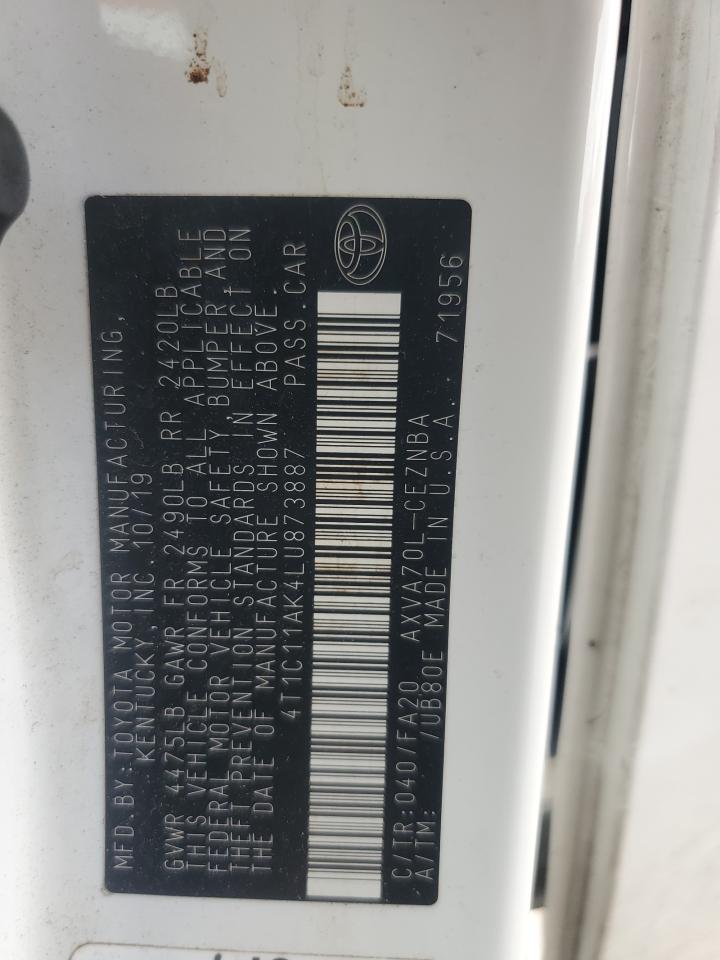 MFD. BY: TOYOTA MOTOR MANUFACTURING,
KENTUCKY, INC. 10/19
GVWR 4475LB GAWR FR 2490LB RR 2420LB
THIS VEHICLE CONFORMS TO ALL APPLICABLE
FEDERAL MOTOR VEHICLE SAFETY, BUMPER, AND
THEFT PREVENTION STANDARDS IN EFFECT ON
THE DATE OF MANUFACTURE SHOWN ABOVE.
4T1C11AK4LU873887 PASS.CAR
C/TR:040/FA20 AXVA70L-CEZNBA
A/TM: /UB80E MADE IN U.S.A. 71956